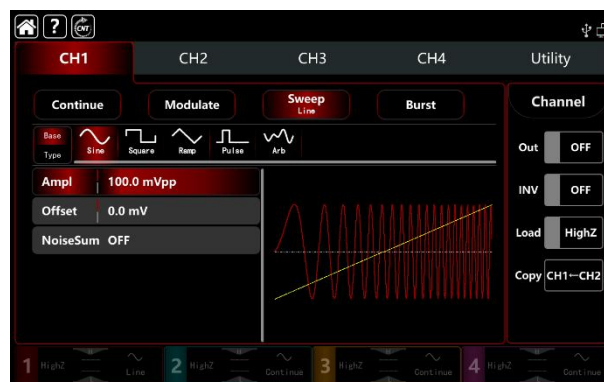 ? CNT
CH1 CH2 CH3 CH4 Utility
Continue Modulate Sweep Burst Channel
Line
Base
Type Sine Square Ramp Pulse Arb
Out OFF
Ampl 100.0 mVpp
INV OFF
Offset 0.0 mV
Load HighZ
NoiseSum OFF
Copy CH1←CH2
1 HighZ Line 2 HighZ Continue 3 HighZ Continue 4 HighZ Continue